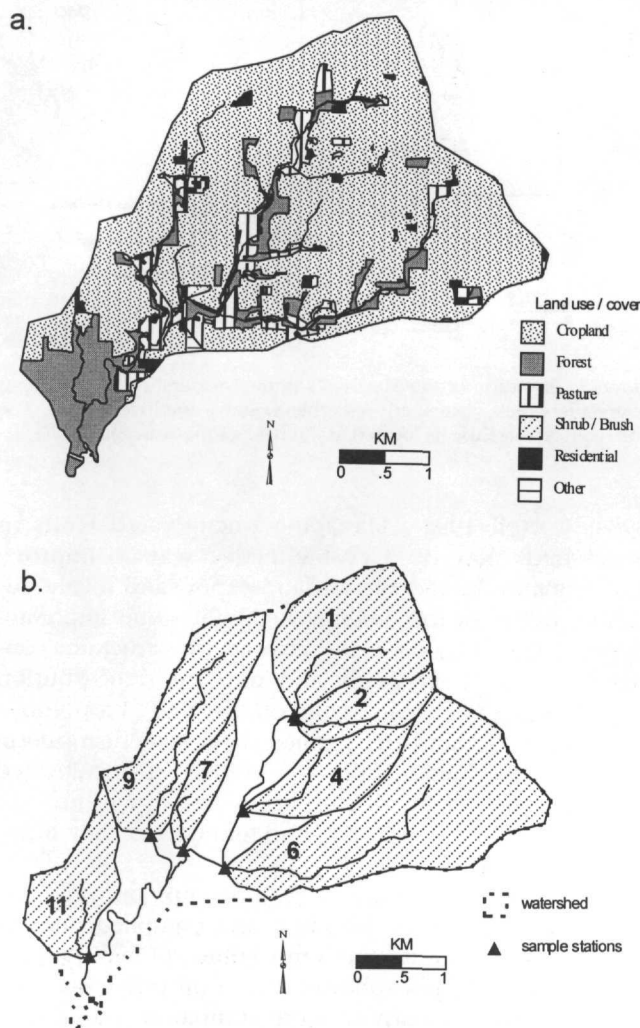 a.
Land use / cover
Cropland
Forest
Pasture
Shrub / Brush
Residential
Other
N
KM
0 .5 1
b.
1
2
9
7
4
6
11
watershed
sample stations
N
KM
0 .5 1